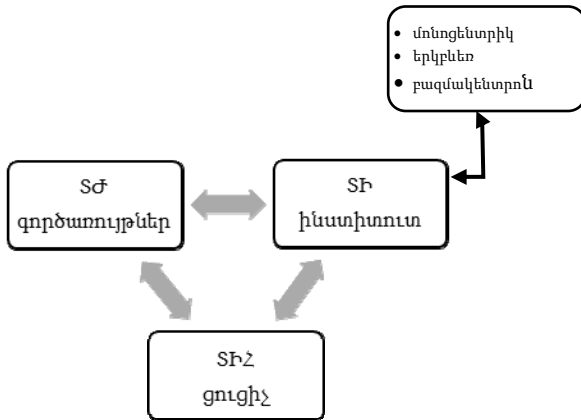 • մոնոցենտրիկ
• երկբևեռ
• բազմակենտրոն
ՏԺ
գործառույթներ
ՏԻ
ինստիտուտ
ՏԻՀ
ցուցիչ